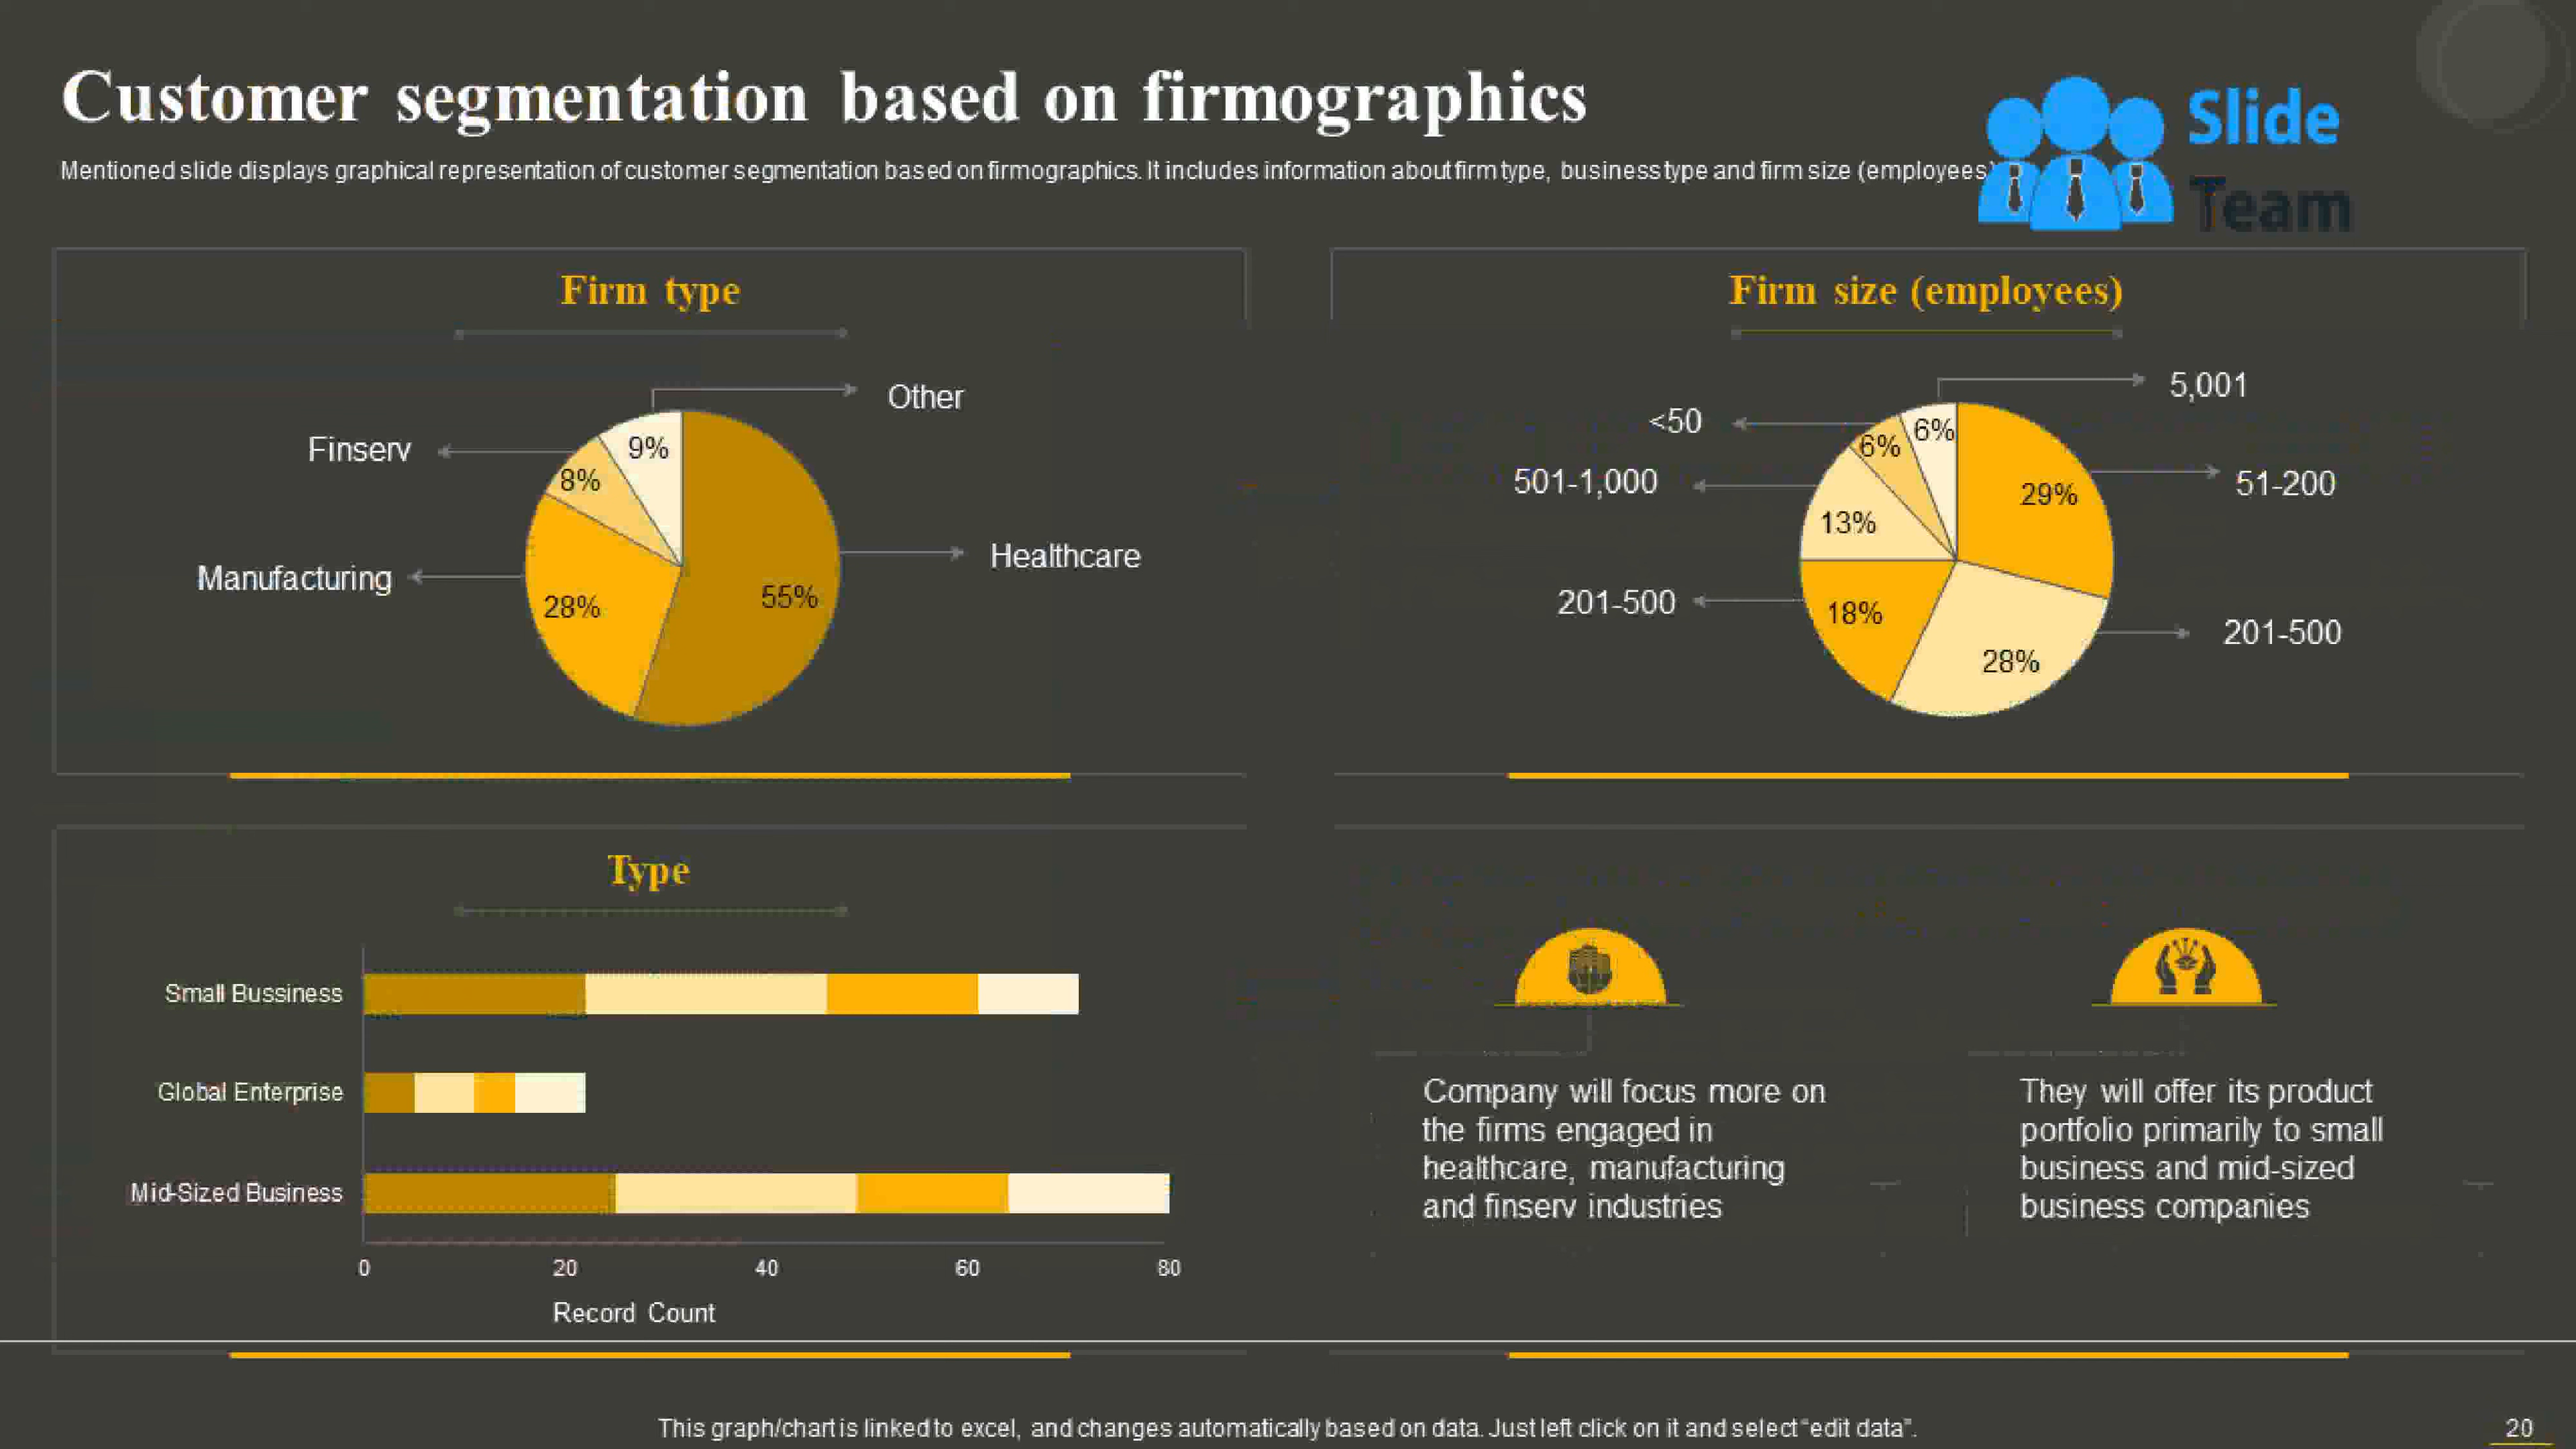 Customer segmentation based on firmographics
Mentioned slide displays graphical representation of customer segmentation based on firmographics. It includes information about firm type, business type and firm size (employees)
Slide
Team
Firm type
Other
Finserv
9%
8%
Healthcare
Manufacturing
55%
28%
Firm size (employees)
5,001
<50
6%
6%
501-1,000
51-200
29%
13%
201-500
18%
201-500
28%
Type
Small Bussiness
Global Enterprise
Mid-Sized Business
0 20 40 60 80
Record Count
Company will focus more on
the firms engaged in
healthcare, manufacturing
and finserv industries
They will offer its product
portfolio primarily to small
business and mid-sized
business companies
This graph/chart is linked to excel, and changes automatically based on data. Just left click on it and select “edit data”.
20